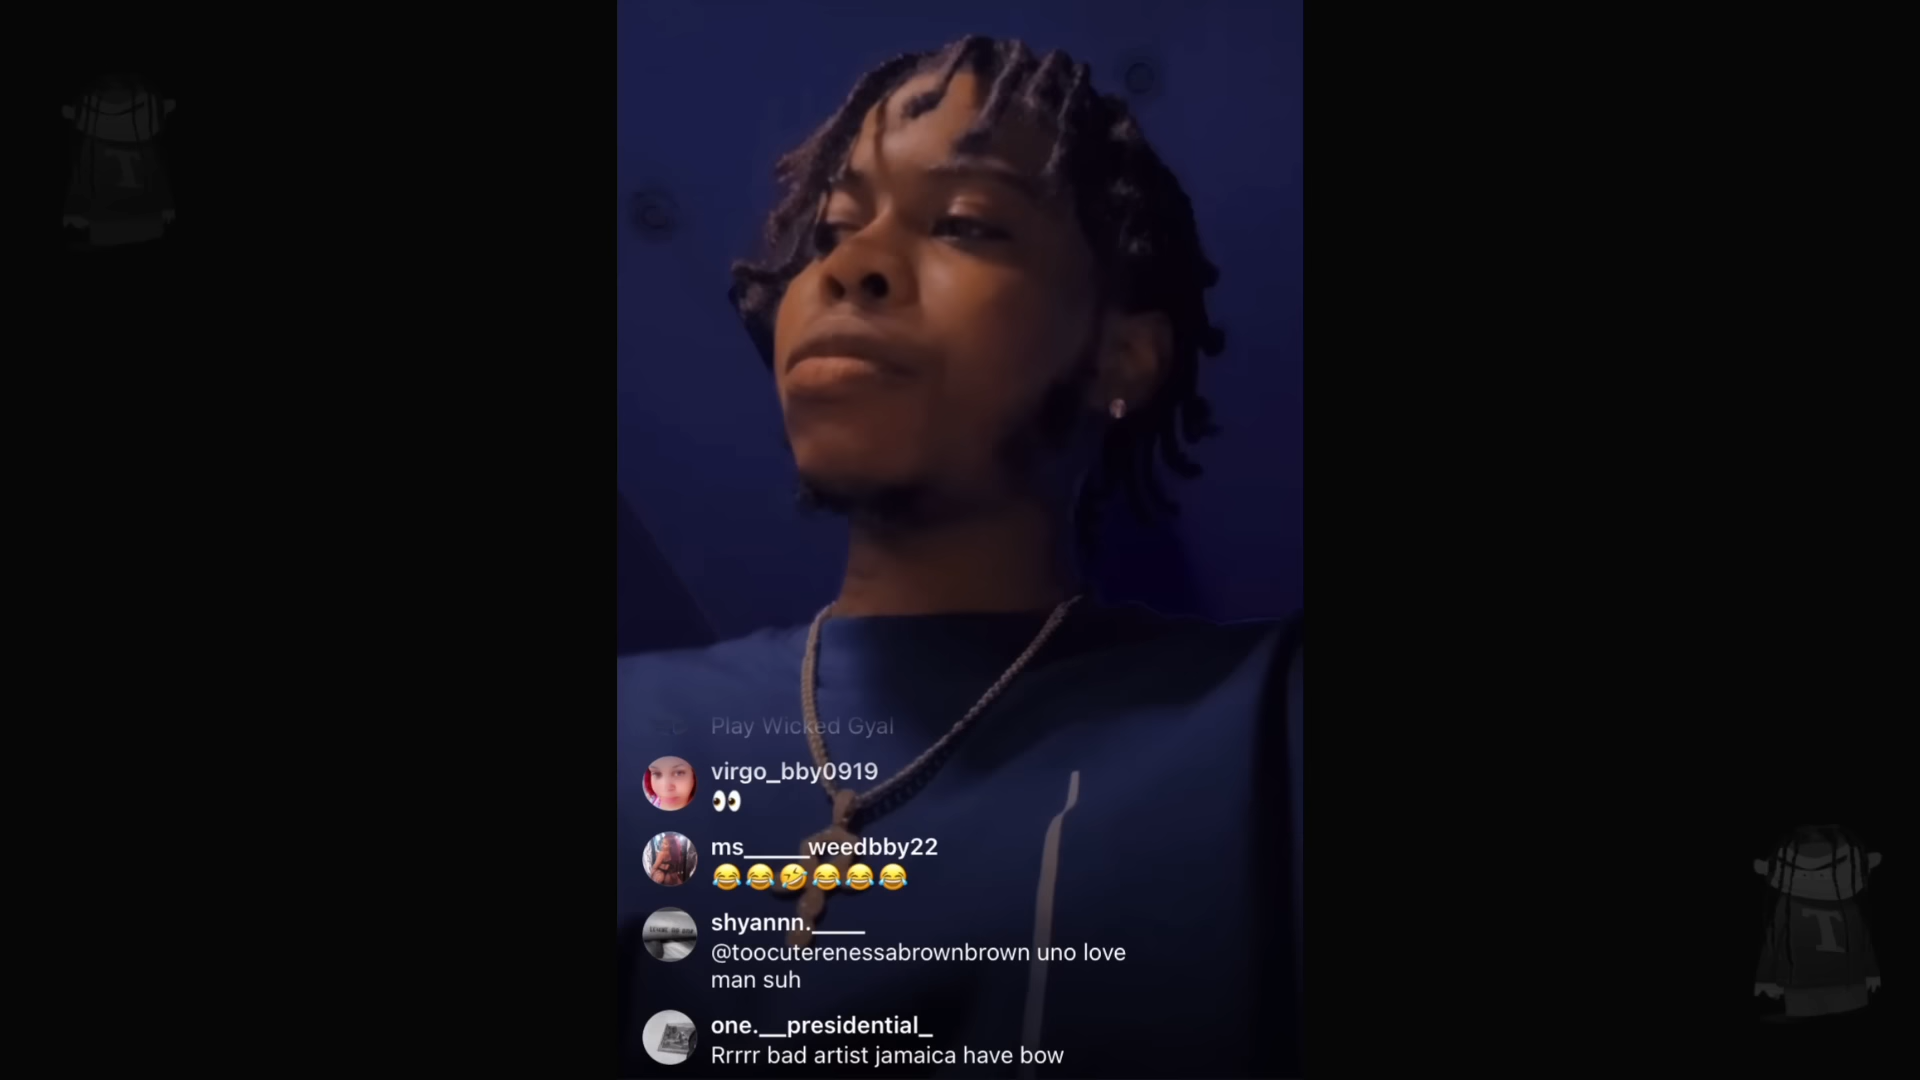 T
Play Wicked Gyal
virgo_bby0919
👀
ms_____weedbby22
😂😂🤣😂😂😂
shyannn.____
@toocuterenessabrownbrown uno love
man suh
one.__presidential_
Rrrrr bad artist jamaica have bow
T